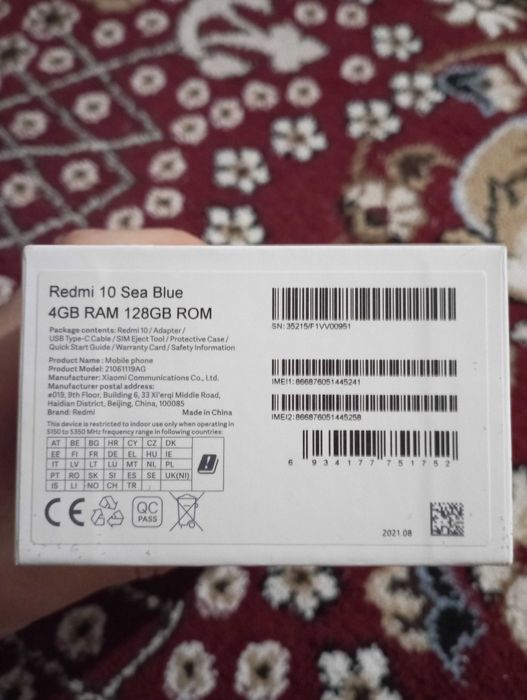 Redmi 10 Sea Blue
4GB RAM 128GB ROM
Package contents: Redmi 10 / Adapter /
USB Type-C Cable / SIM Eject Tool / Protective Case /
Quick Start Guide / Warranty Card / Safety Information
Product Name: Mobile phone
Product Model: 21061119AG
Manufacturer: Xiaomi Communications Co., Ltd.
Manufacturer postal address:
#019, 9th Floor, Building 6, 33 Xi'erqi Middle Road,
Haidian District, Beijing, China, 100085
Brand: Redmi Made in China
This device is restricted to indoor use only when operating in
5150 to 5350 MHz frequency range in following countries:
AT BE BG HR CY CZ DK
EE FI FR DE EL HU IE
IT LV LT LU MT NL PL
PT RO SK SI ES SE UK(NI)
IS LI NO CH TR
CE
QC
PASS
SN: 35215/F1VV00951
IMEI1: 866876051445241
IMEI2: 866876051445258
6 934177 751752
2021.08